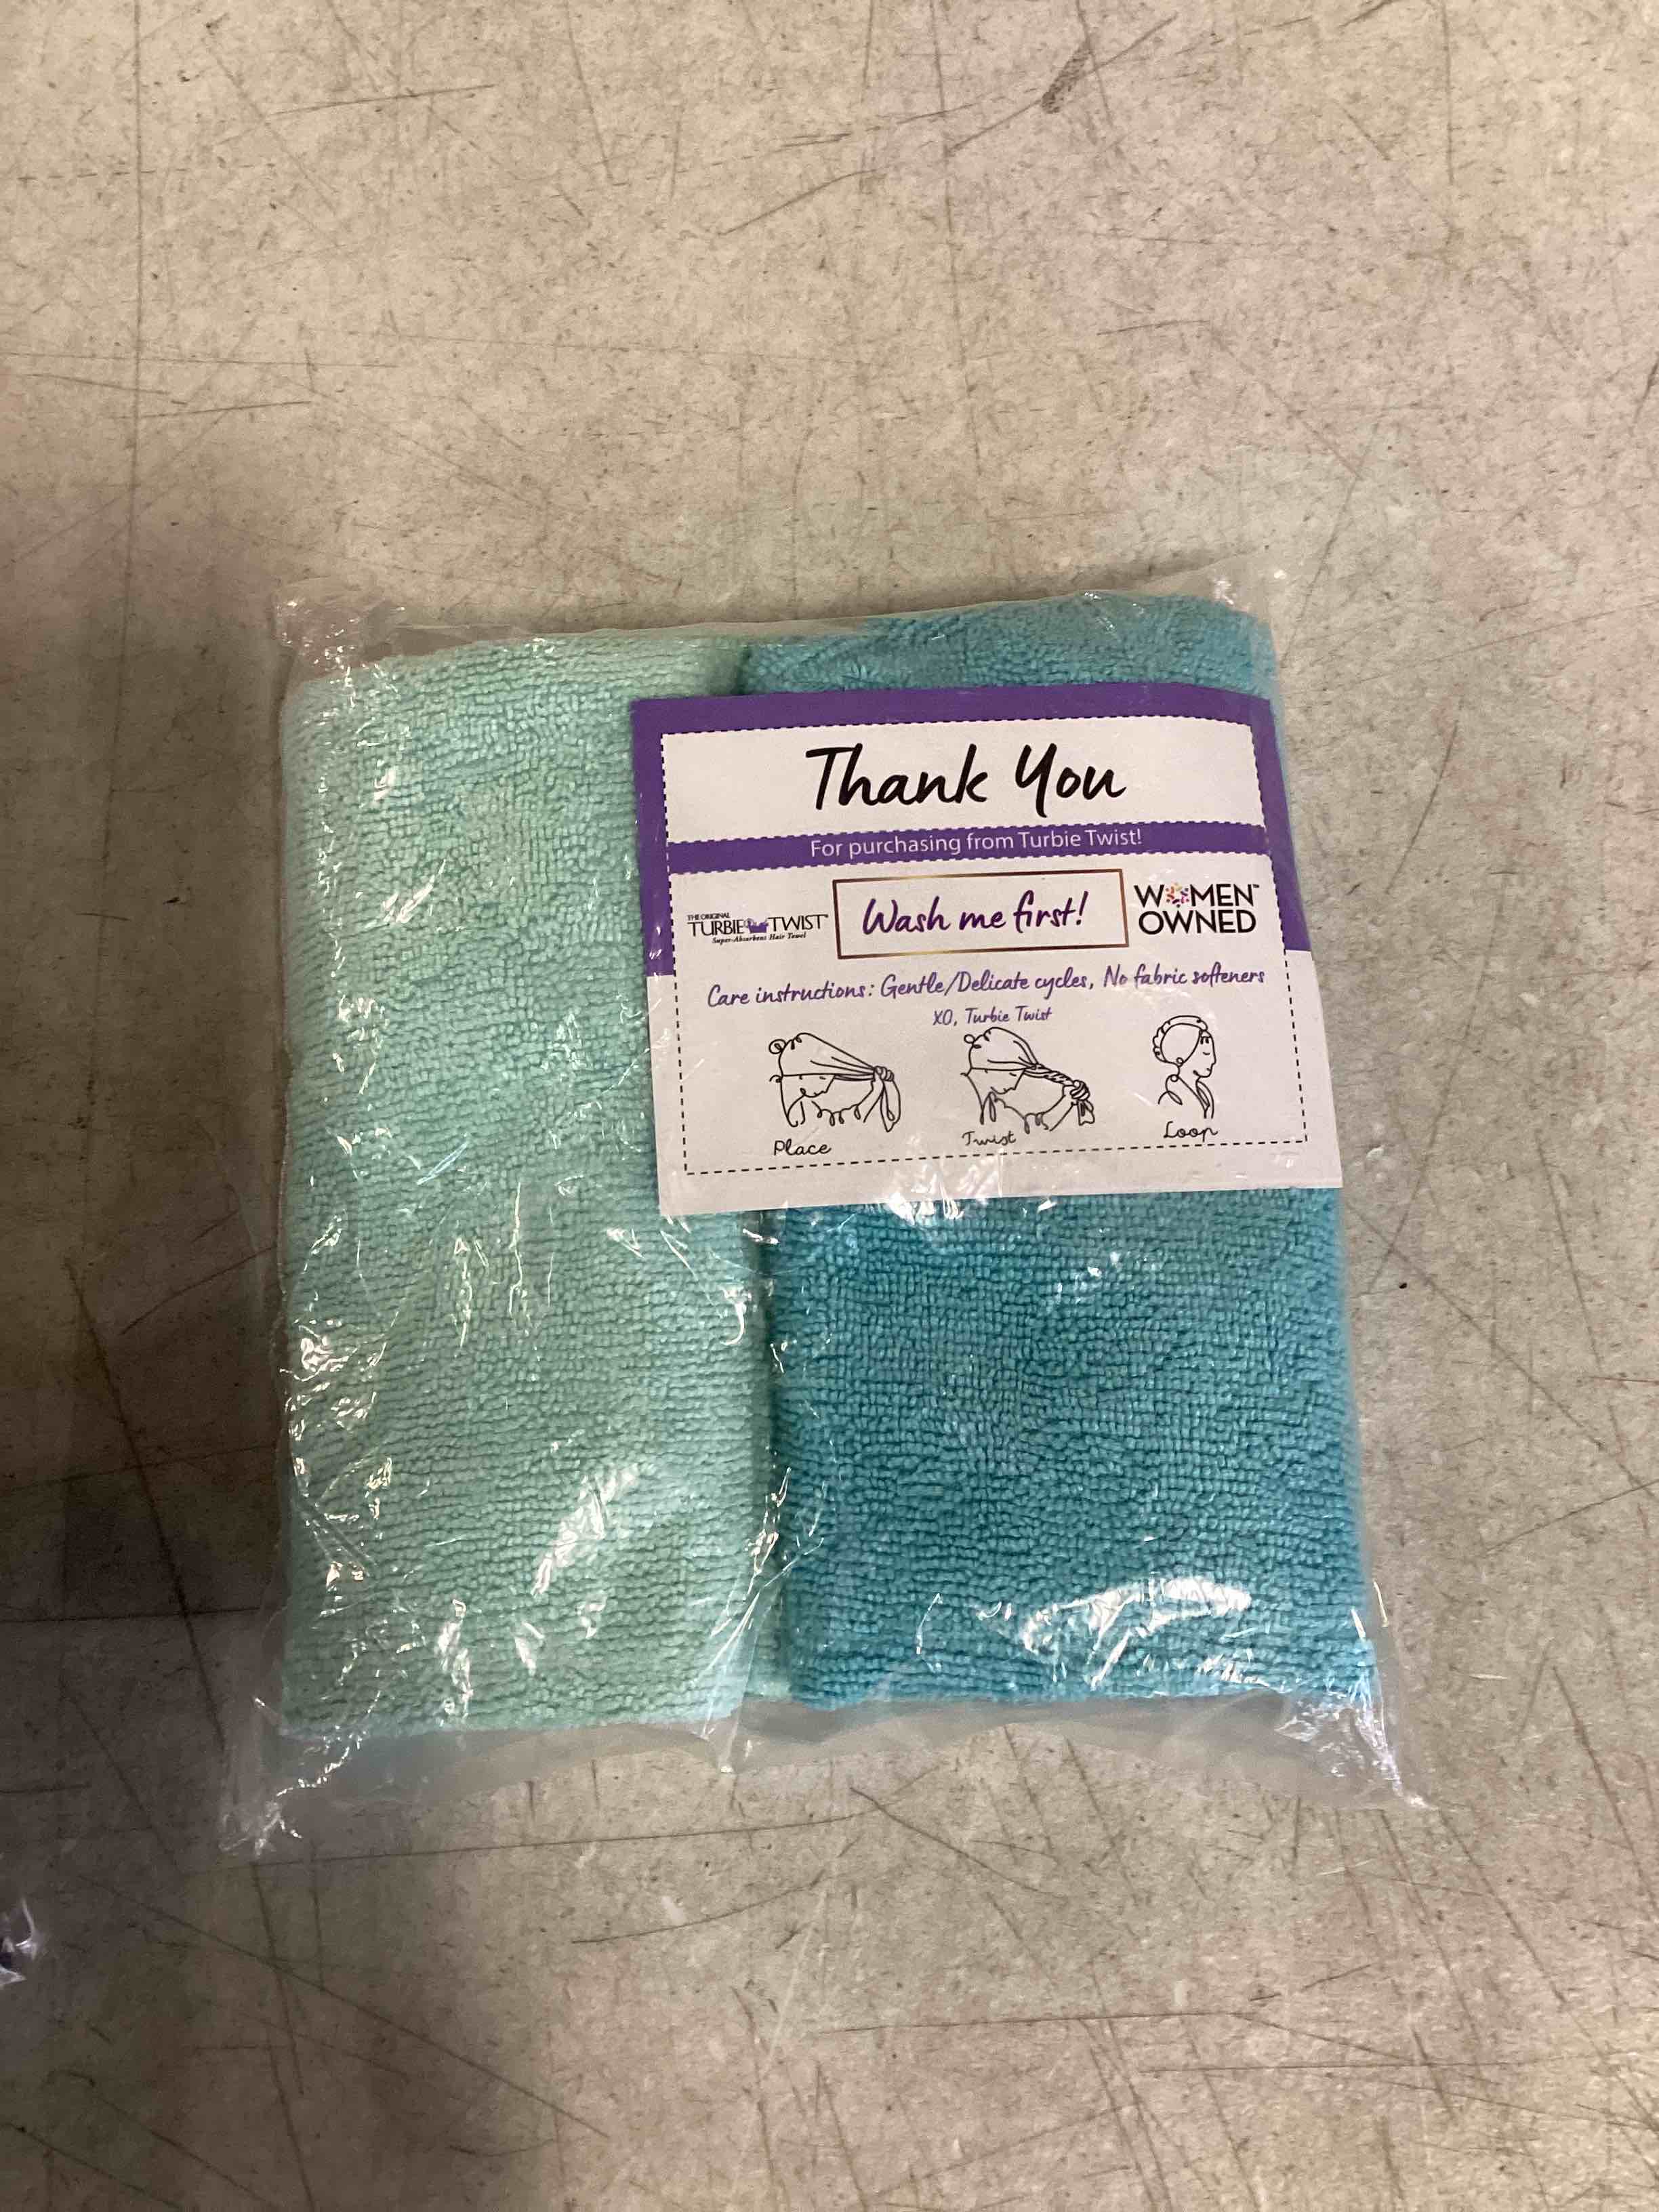 Thank You
For purchasing from Turbie Twist!
THE ORIGINAL
TURBIE TWIST
Super-Absorbent Hair Towel
Wash me first!
WOMEN™
OWNED
Care instructions: Gentle/Delicate cycles, No fabric softeners
XO, Turbie Twist
Place
Twist
Loop